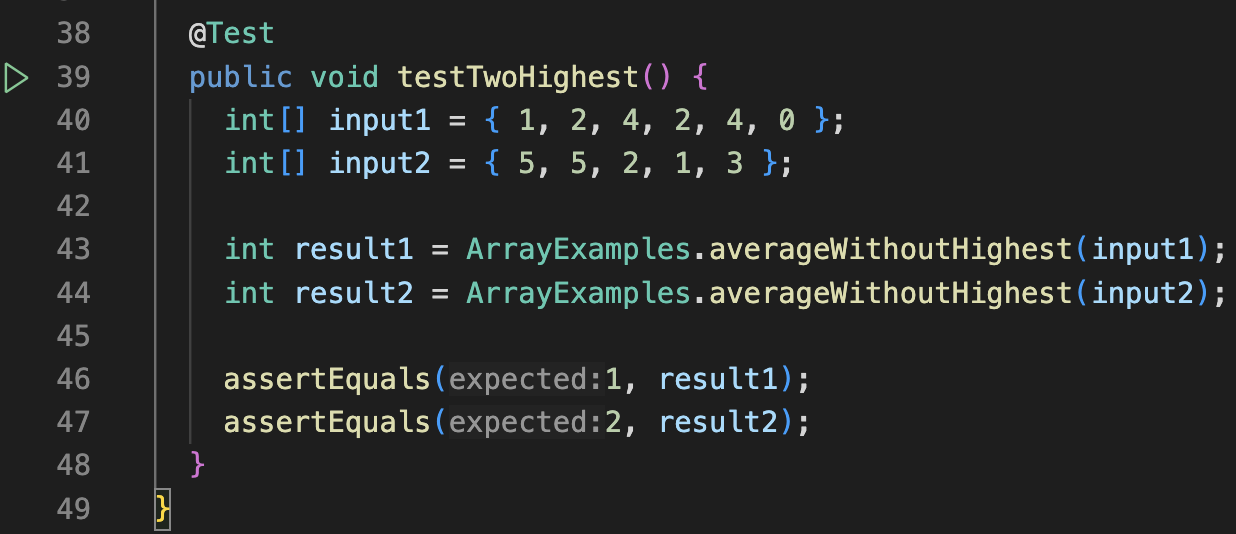 38 @Test
39 public void testTwoHighest() {
40 int[] input1 = { 1, 2, 4, 2, 4, 0 };
41 int[] input2 = { 5, 5, 2, 1, 3 };
42
43 int result1 = ArrayExamples.averageWithoutHighest(input1);
44 int result2 = ArrayExamples.averageWithoutHighest(input2);
45
46 assertEquals(expected:1, result1);
47 assertEquals(expected:2, result2);
48 }
49 }